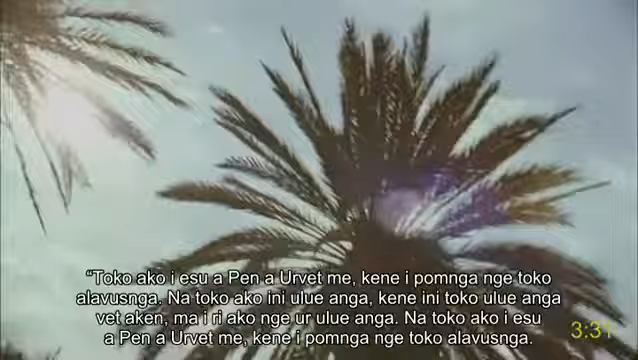 “Toko ako i esu a Pen a Urvet me, kene i pomnga nge toko
alavusnga. Na toko ako ini ulue anga, kene ini toko ulue anga
vet aken, ma i ri ako nge ur ulue anga. Na toko ako i esu
a Pen a Urvet me, kene i pomnga nge toko alavusnga.
3:31